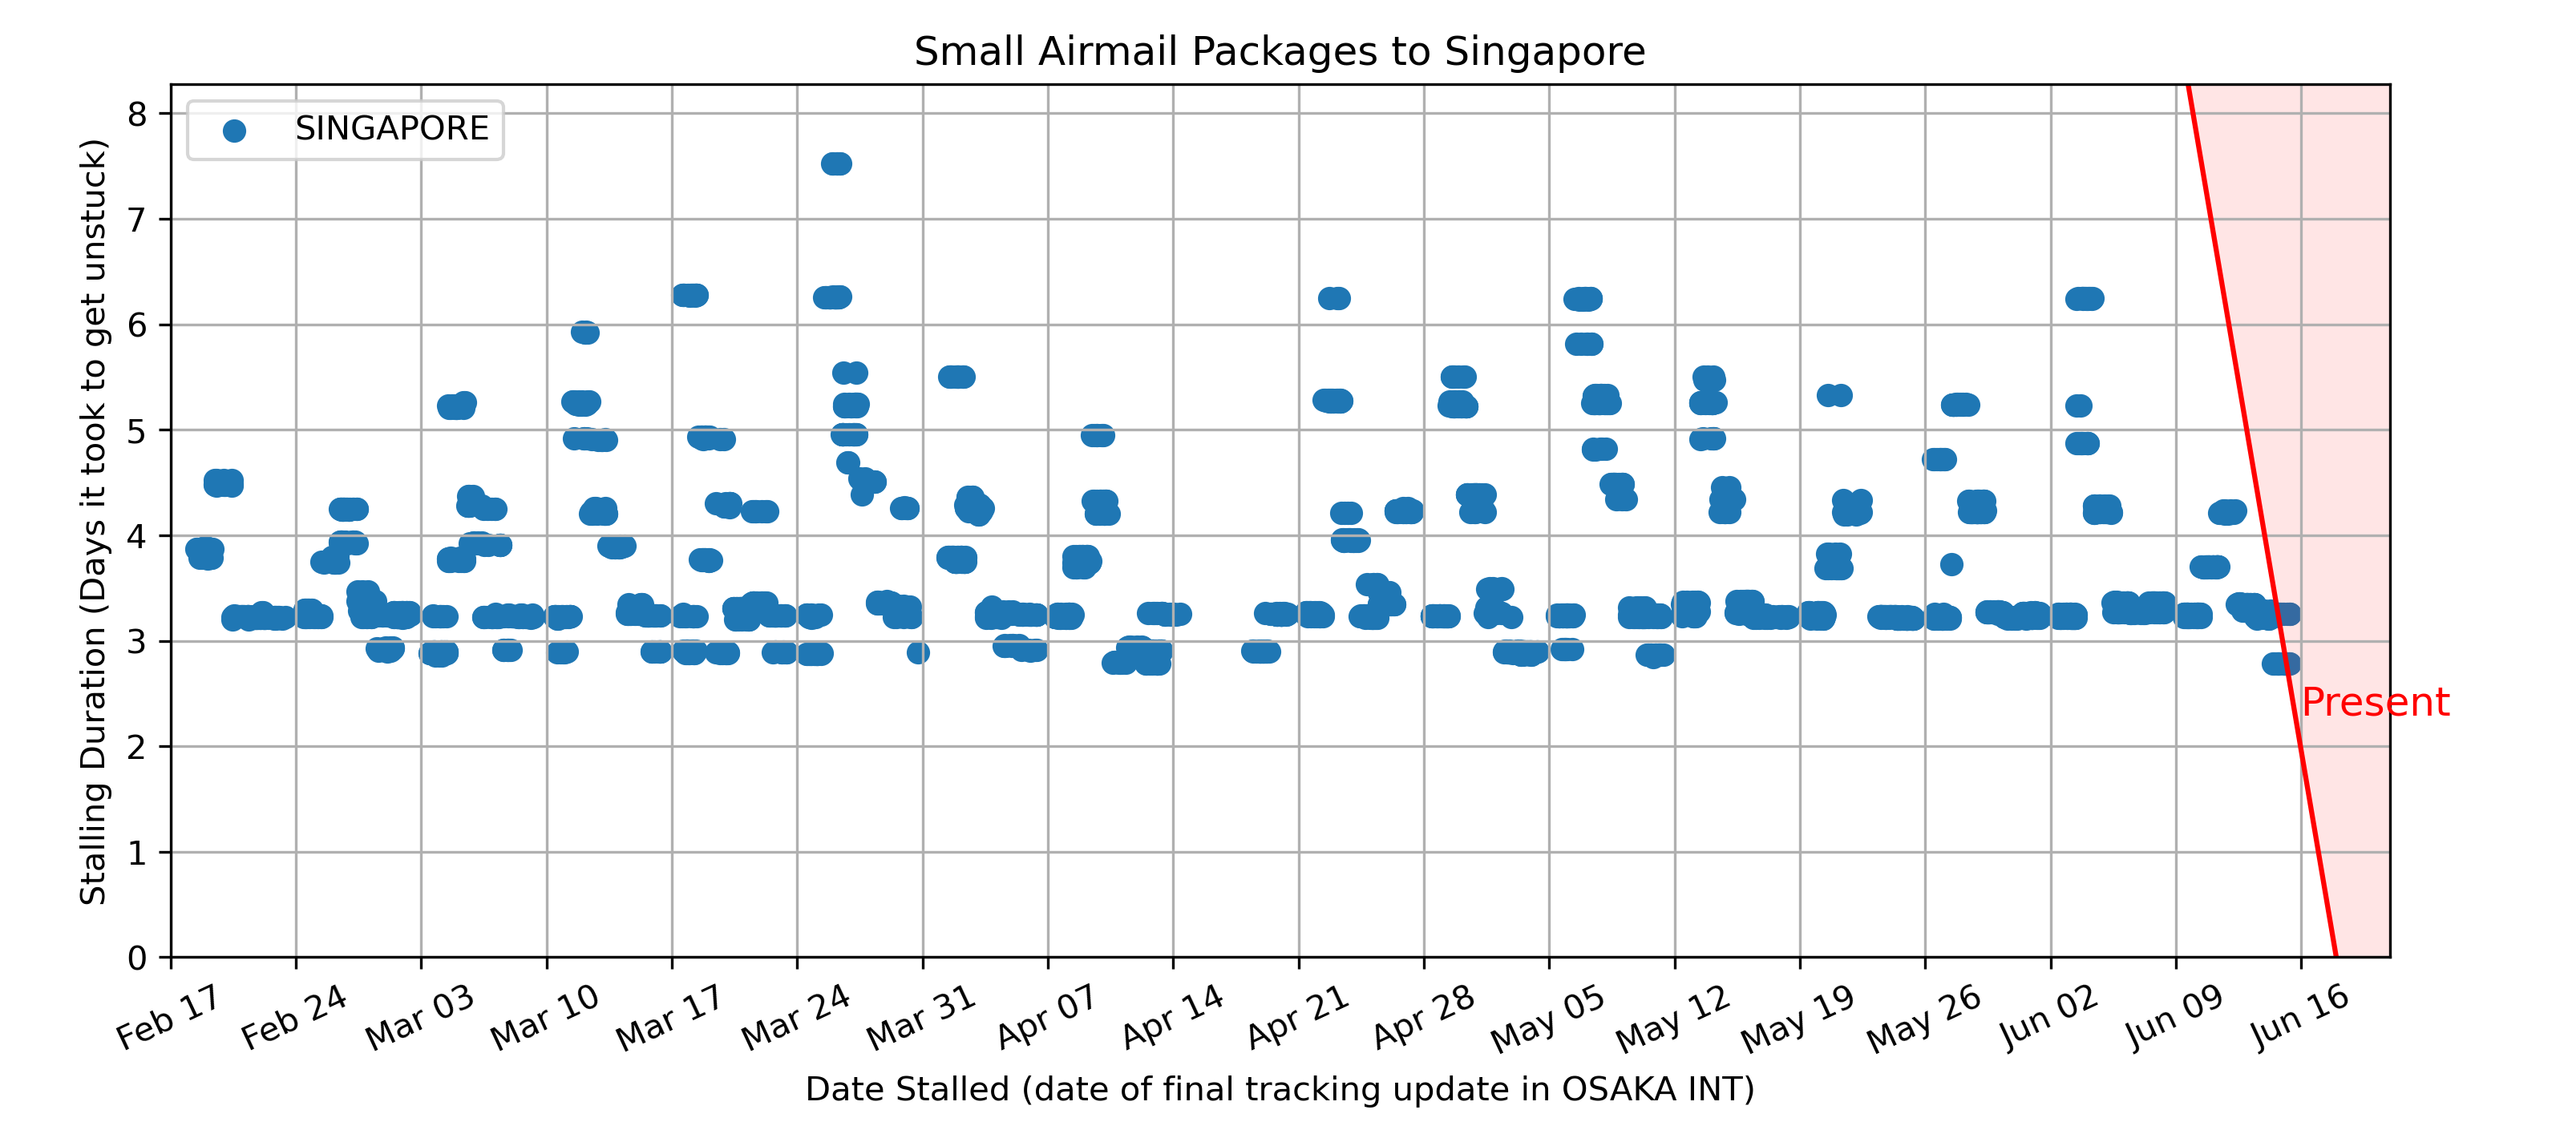 Small Airmail Packages to Singapore
SINGAPORE
Stalling Duration (Days it took to get unstuck)
8
7
6
5
4
3
2
1
0
Present
Feb 17
Feb 24
Mar 03
Mar 10
Mar 17
Mar 24
Mar 31
Apr 07
Apr 14
Apr 21
Apr 28
May 05
May 12
May 19
May 26
Jun 02
Jun 09
Jun 16
Date Stalled (date of final tracking update in OSAKA INT)